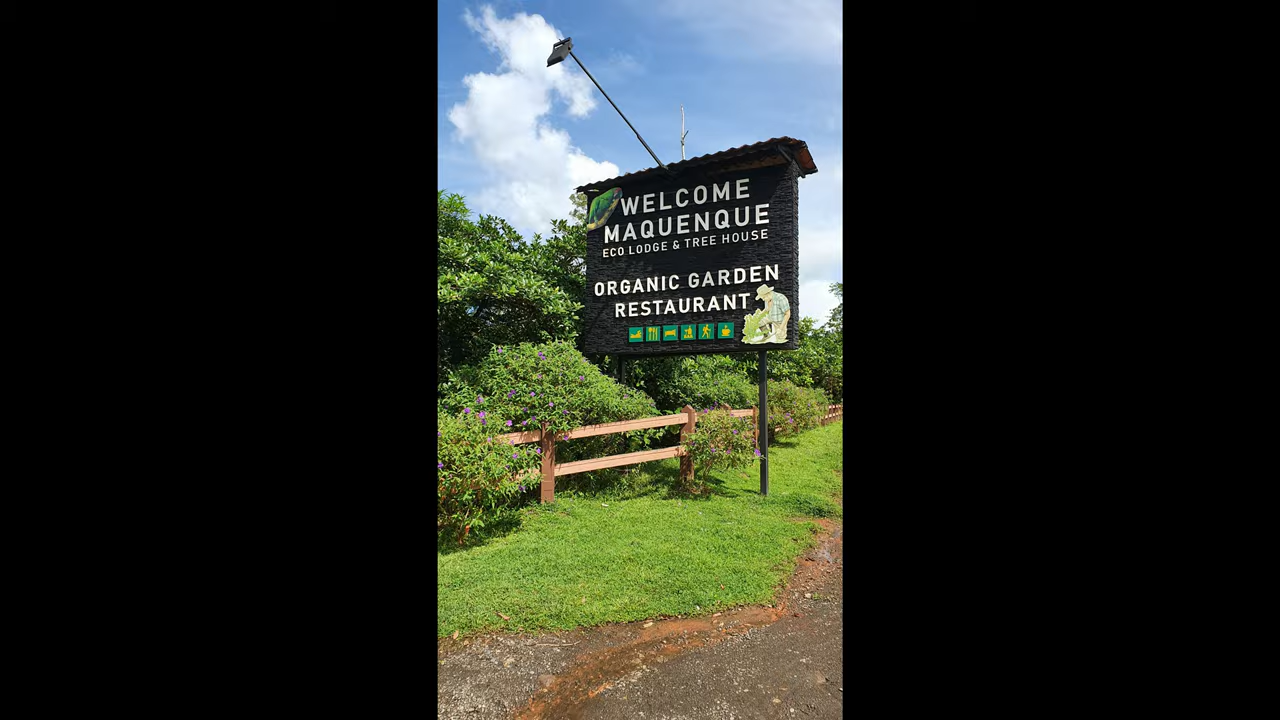 WELCOME
MAQUENQUE
ECO LODGE & TREE HOUSE
ORGANIC GARDEN
RESTAURANT